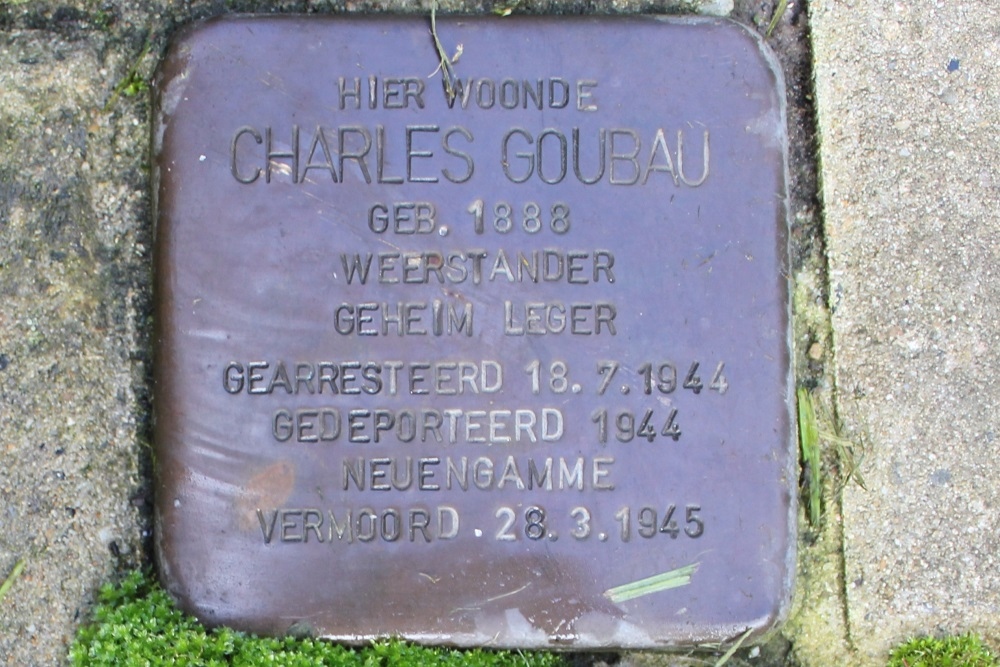 HIER WOONDE
CHARLES GOUBAU
GEB. 1888
WEERSTANDER
GEHEIM LEGER
GEARRESTEERD 18.7.1944
GEDEPORTEERD 1944
NEUENGAMME
VERMOORD 28.3.1945